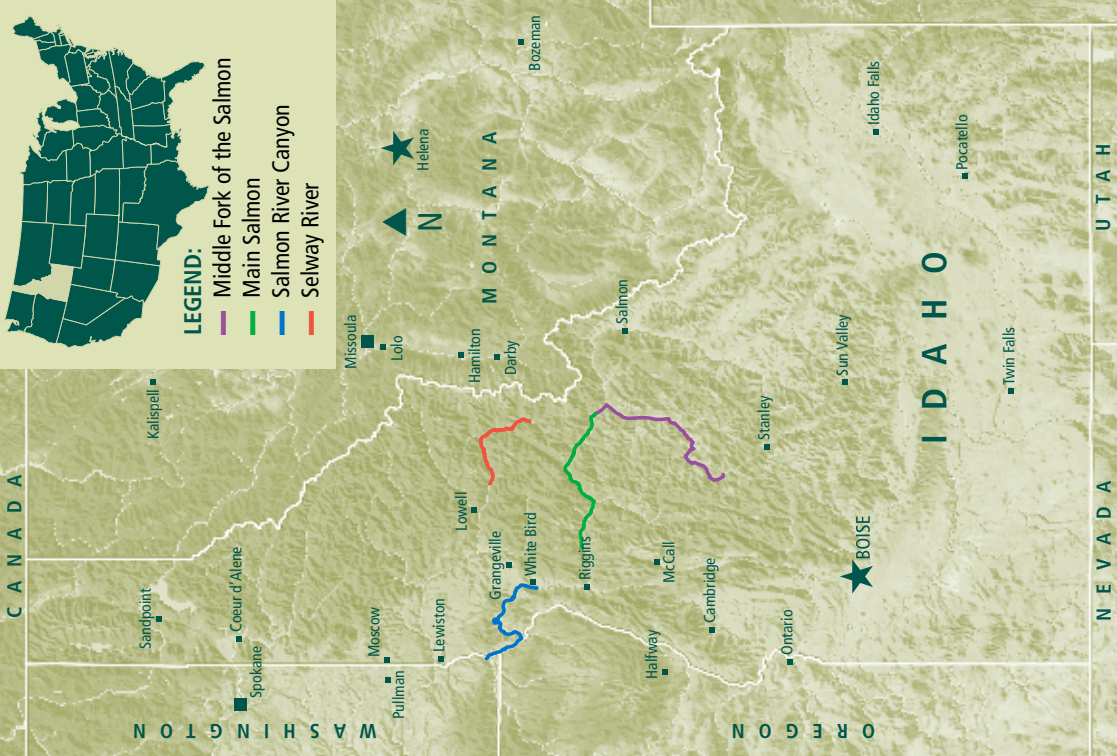 LEGEND:
Middle Fork of the Salmon
Main Salmon
Salmon River Canyon
Selway River
CANADA
Sandpoint
Coeur d'Alene
Spokane
Kalispell
Missoula
Lolo
Hamilton
Darby
N
Helena
MONTANA
Bozeman
WASHINGTON
Moscow
Pullman
Lewiston
Lowell
Grangeville
White Bird
Riggins
Salmon
McCall
Halfway
Cambridge
Stanley
Ontario
OREGON
BOISE
Sun Valley
IDAHO
Idaho Falls
Pocatello
Twin Falls
NEVADA
UTAH